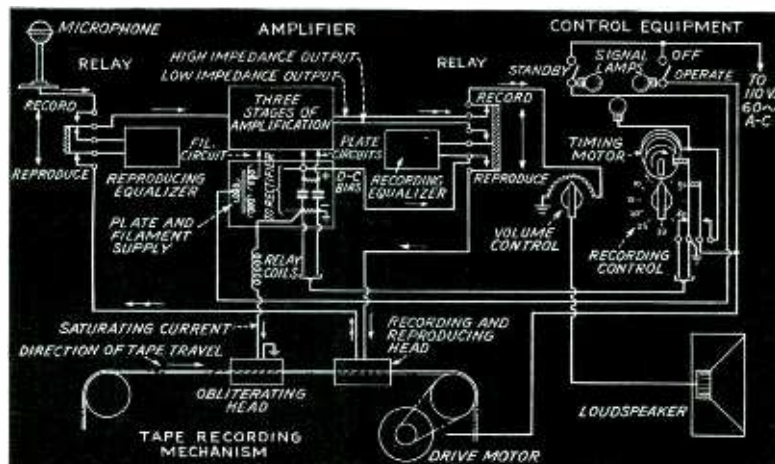 MICROPHONE
AMPLIFIER
CONTROL EQUIPMENT
RELAY
HIGH IMPEDANCE OUTPUT
LOW IMPEDANCE OUTPUT
RELAY
SIGNAL
LAMPS
OFF
STANDBY
OPERATE
TO
110 V.
60~
A-C
RECORD
THREE
STAGES OF
AMPLIFICATION
RECORD
FIL.
CIRCUIT
PLATE
CIRCUITS
TIMING
MOTOR
REPRODUCE
REPRODUCING EQUALIZER
TO RECTIFIER
D-C
BIAS
RECORDING
EQUALIZER
REPRODUCE
PLATE AND
FILAMENT
SUPPLY
VOLUME
CONTROL
RELAY
COILS
RECORDING
CONTROL
SATURATING CURRENT
DIRECTION OF TAPE TRAVEL
RECORDING AND
REPRODUCING
HEAD
OBLITERATING
HEAD
LOUDSPEAKER
TAPE RECORDING
MECHANISM
DRIVE MOTOR